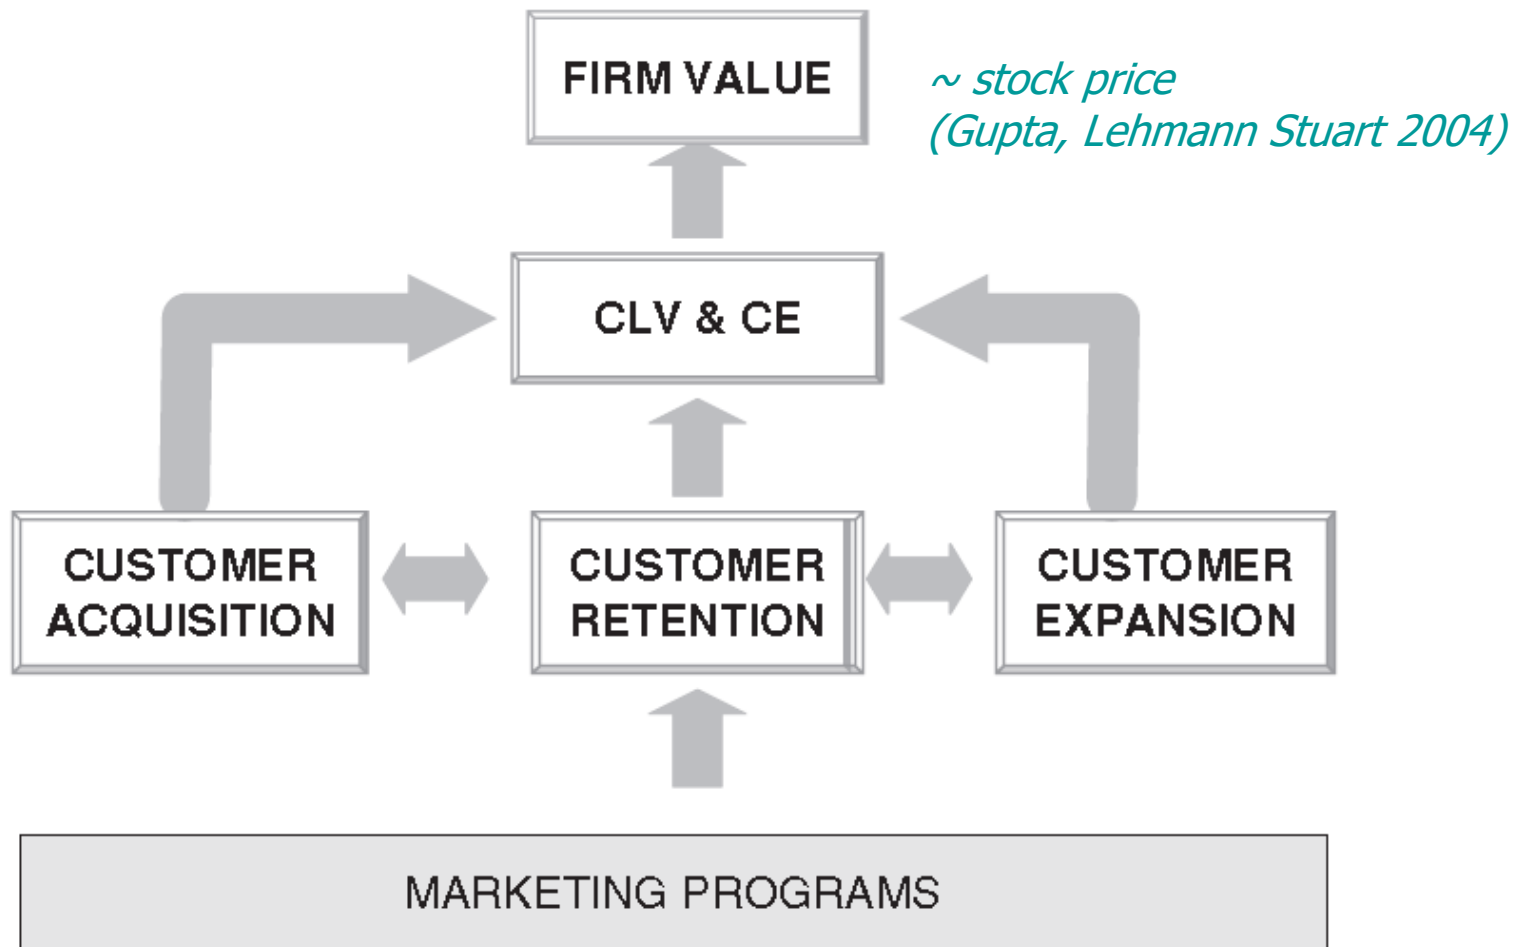 FIRM VALUE
~ stock price
(Gupta, Lehmann Stuart 2004)
CLV & CE
CUSTOMER
ACQUISITION
CUSTOMER
RETENTION
CUSTOMER
EXPANSION
MARKETING PROGRAMS